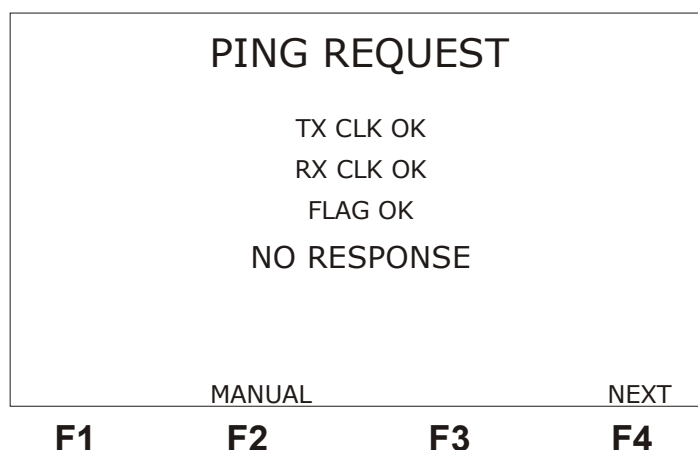 PING REQUEST
TX CLK OK
RX CLK OK
FLAG OK
NO RESPONSE
MANUAL NEXT
F1 F2 F3 F4